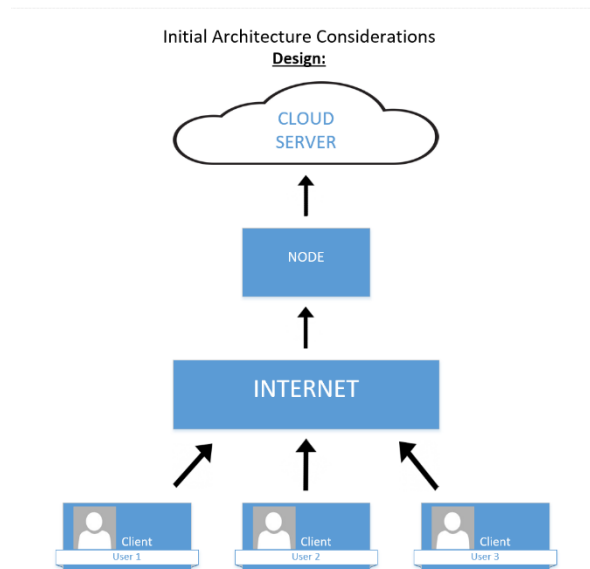 Initial Architecture Considerations
Design:
CLOUD
SERVER
NODE
INTERNET
Client
User 1
Client
User 2
Client
User 3